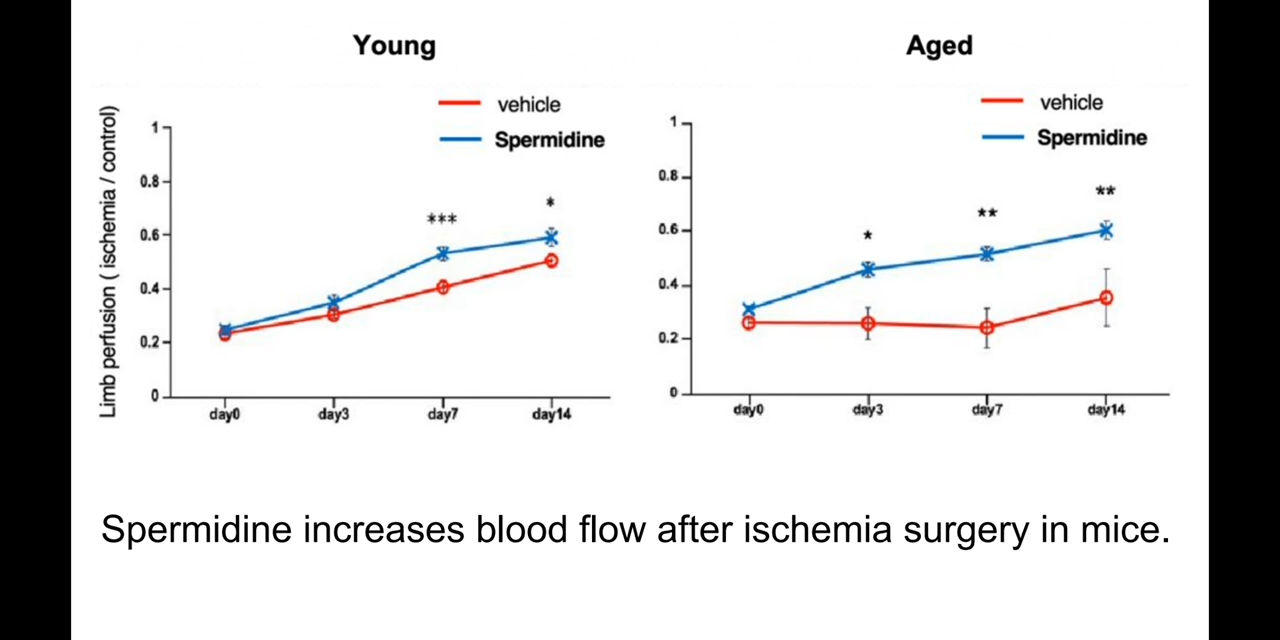 Young
Aged
vehicle
Spermidine
vehicle
Spermidine
Limb perfusion ( ischemia / control)
1
0.8
0.6
0.4
0.2
0
***
*
day0
day3
day7
day14
1
0.8
0.6
0.4
0.2
0
*
**
**
day0
day3
day7
day14
Spermidine increases blood flow after ischemia surgery in mice.